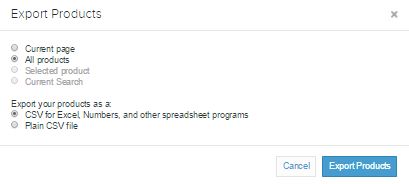 Export Products
×
Current page
All products
Selected product
Current Search
Export your products as a:
CSV for Excel, Numbers, and other spreadsheet programs
Plain CSV file
Cancel Export Products